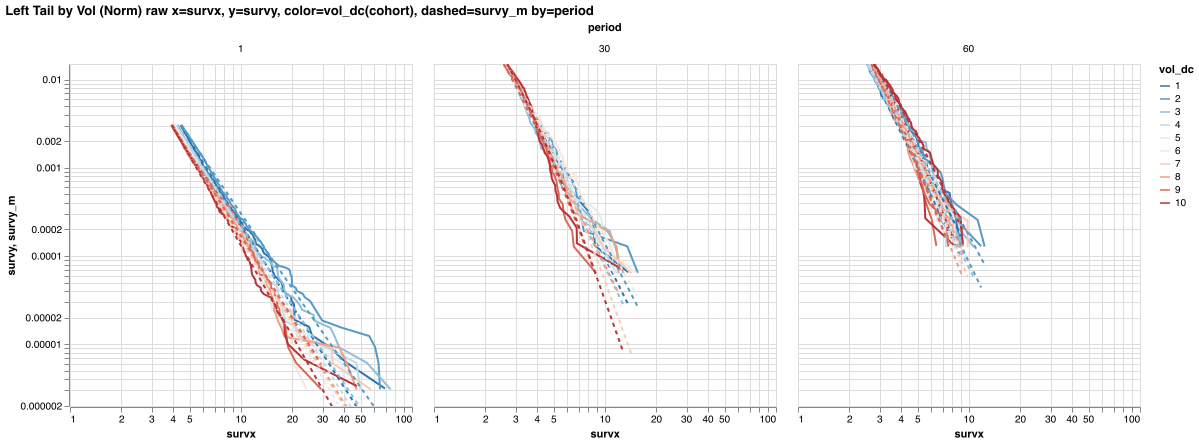 Left Tail by Vol (Norm) raw x=survx, y=survy, color=vol_dc(cohort), dashed=survy_m by=period
period
1 30 60
vol_dc
1
2
3
4
5
6
7
8
9
10
survy, survy_m
0.01
0.002
0.001
0.0002
0.0001
0.00002
0.00001
0.000002
1 2 3 4 5 10 20 30 40 50 100
1 2 3 4 5 10 20 30 40 50 100
1 2 3 4 5 10 20 30 40 50 100
survx survx survx